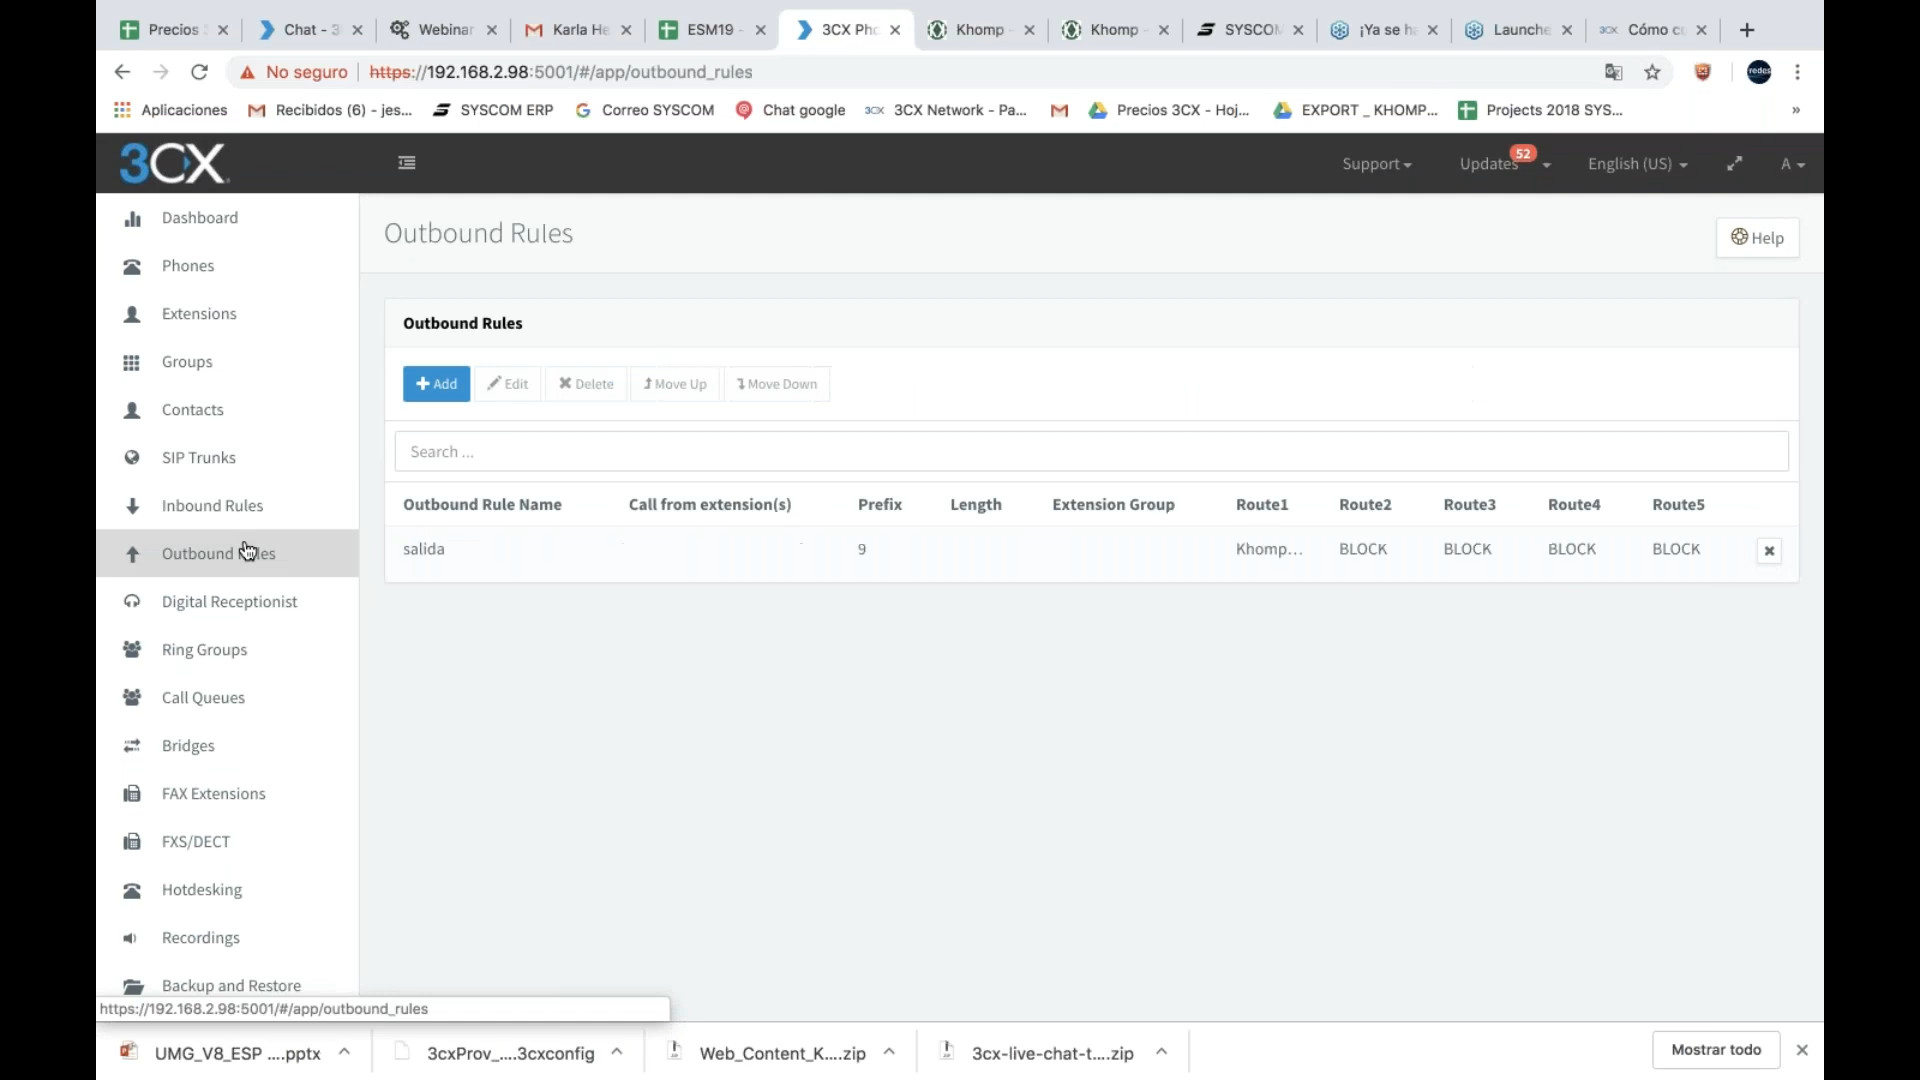 Precios
Chat - 3
Webinar
Karla He
ESM19 -
3CX Pho
Khomp -
Khomp -
SYSCOM
¡Ya se ha
Launche
Cómo c
No seguro
https://192.168.2.98:5001/#/app/outbound_rules
redes
Aplicaciones
Recibidos (6) - jes...
SYSCOM ERP
Correo SYSCOM
Chat google
3CX
3CX Network - Pa...
Precios 3CX - Hoj...
EXPORT _ KHOMP...
Projects 2018 SYS...
»
3CX
Support
Updates
52
English (US)
A
Dashboard
Phones
Extensions
Groups
Contacts
SIP Trunks
Inbound Rules
Outbound Rules
Digital Receptionist
Ring Groups
Call Queues
Bridges
FAX Extensions
FXS/DECT
Hotdesking
Recordings
Backup and Restore
Outbound Rules
Help
Outbound Rules
Add Edit Delete Move Up Move Down
Search ...
Outbound Rule Name Call from extension(s) Prefix Length Extension Group Route1 Route2 Route3 Route4 Route5
salida 9 Khomp... BLOCK BLOCK BLOCK BLOCK
https://192.168.2.98:5001/#/app/outbound_rules
UMG_V8_ESP ....pptx
3cxProv_....3cxconfig
Web_Content_K....zip
3cx-live-chat-t....zip
Mostrar todo